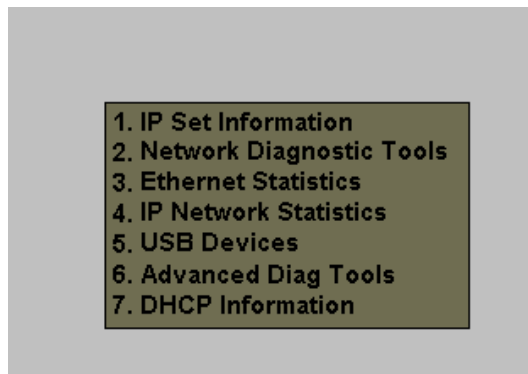 1. IP Set Information
2. Network Diagnostic Tools
3. Ethernet Statistics
4. IP Network Statistics
5. USB Devices
6. Advanced Diag Tools
7. DHCP Information